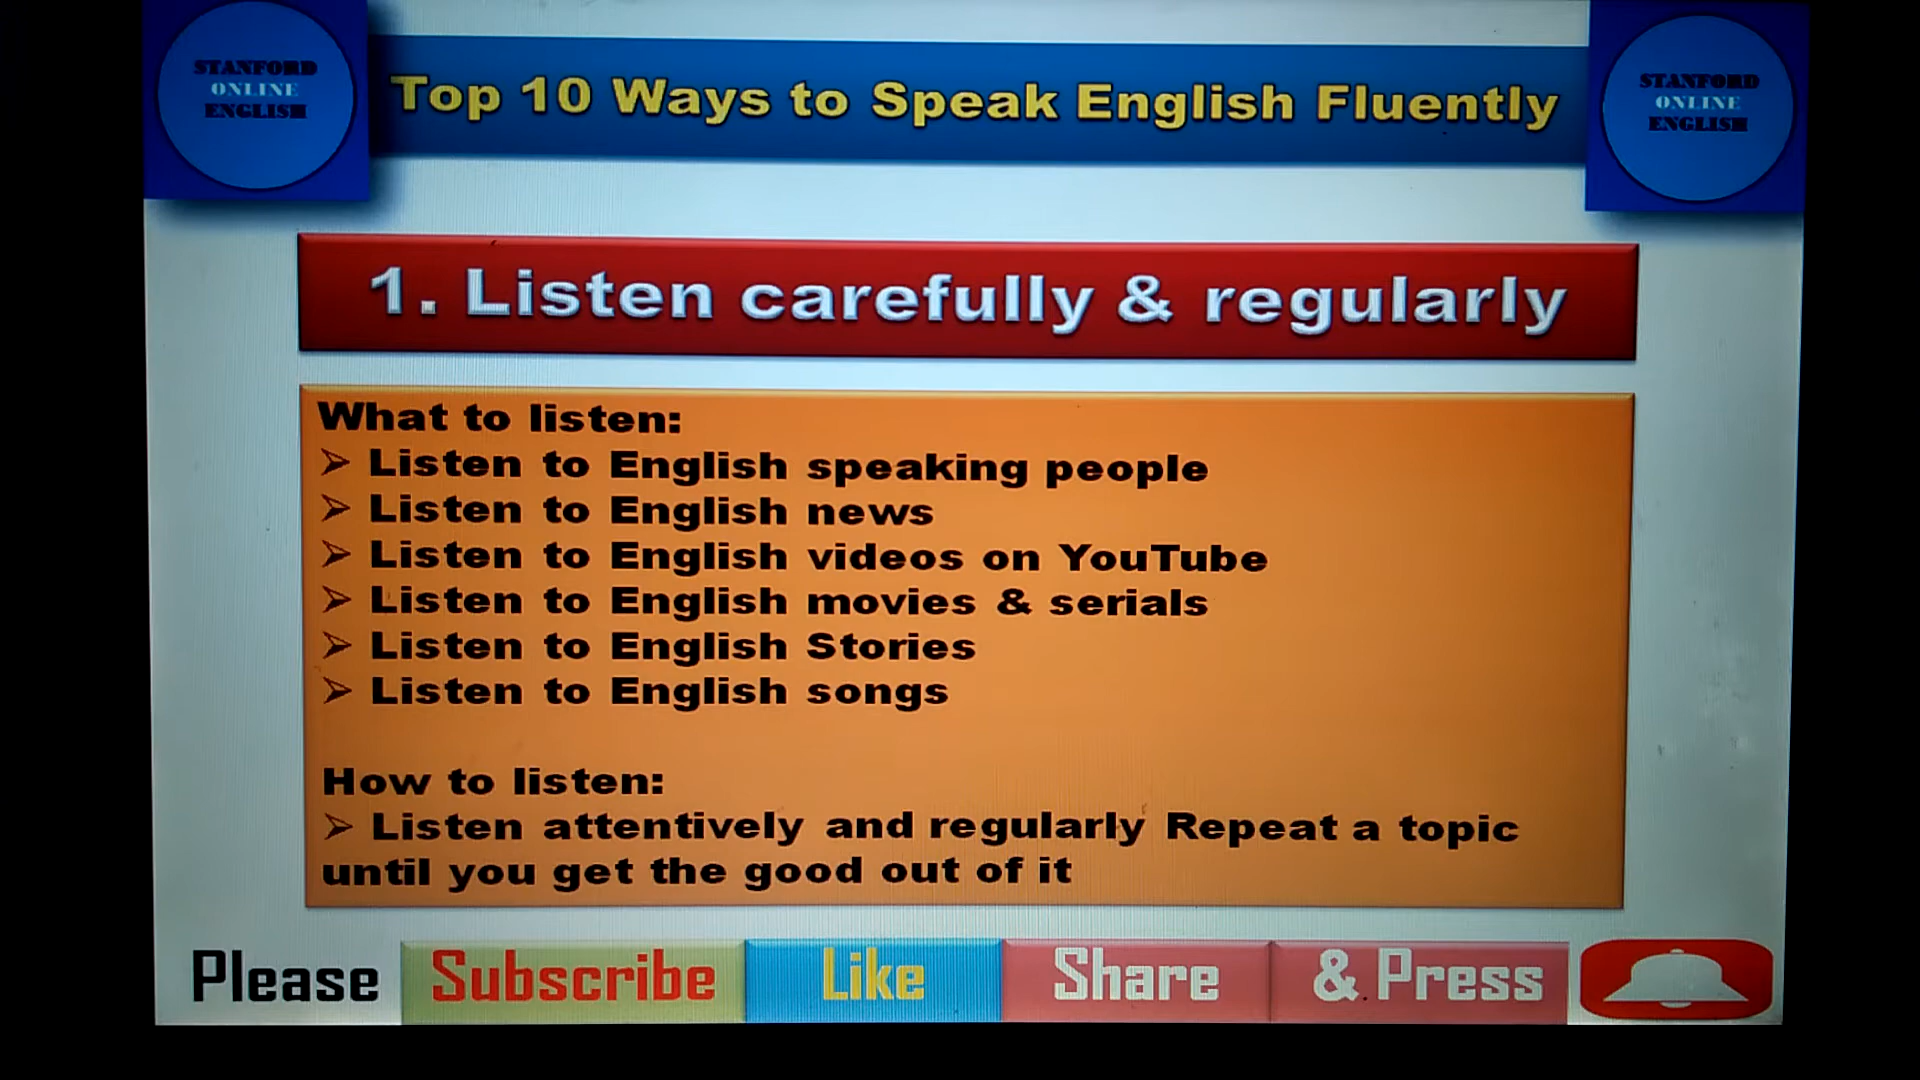 STANFORD
ONLINE
ENGLISH
Top 10 Ways to Speak English Fluently
STANFORD
ONLINE
ENGLISH
1. Listen carefully & regularly
What to listen:
➢ Listen to English speaking people
➢ Listen to English news
➢ Listen to English videos on YouTube
➢ Listen to English movies & serials
➢ Listen to English Stories
➢ Listen to English songs
How to listen:
➢ Listen attentively and regularly Repeat a topic
until you get the good out of it
Please Subscribe Like Share & Press